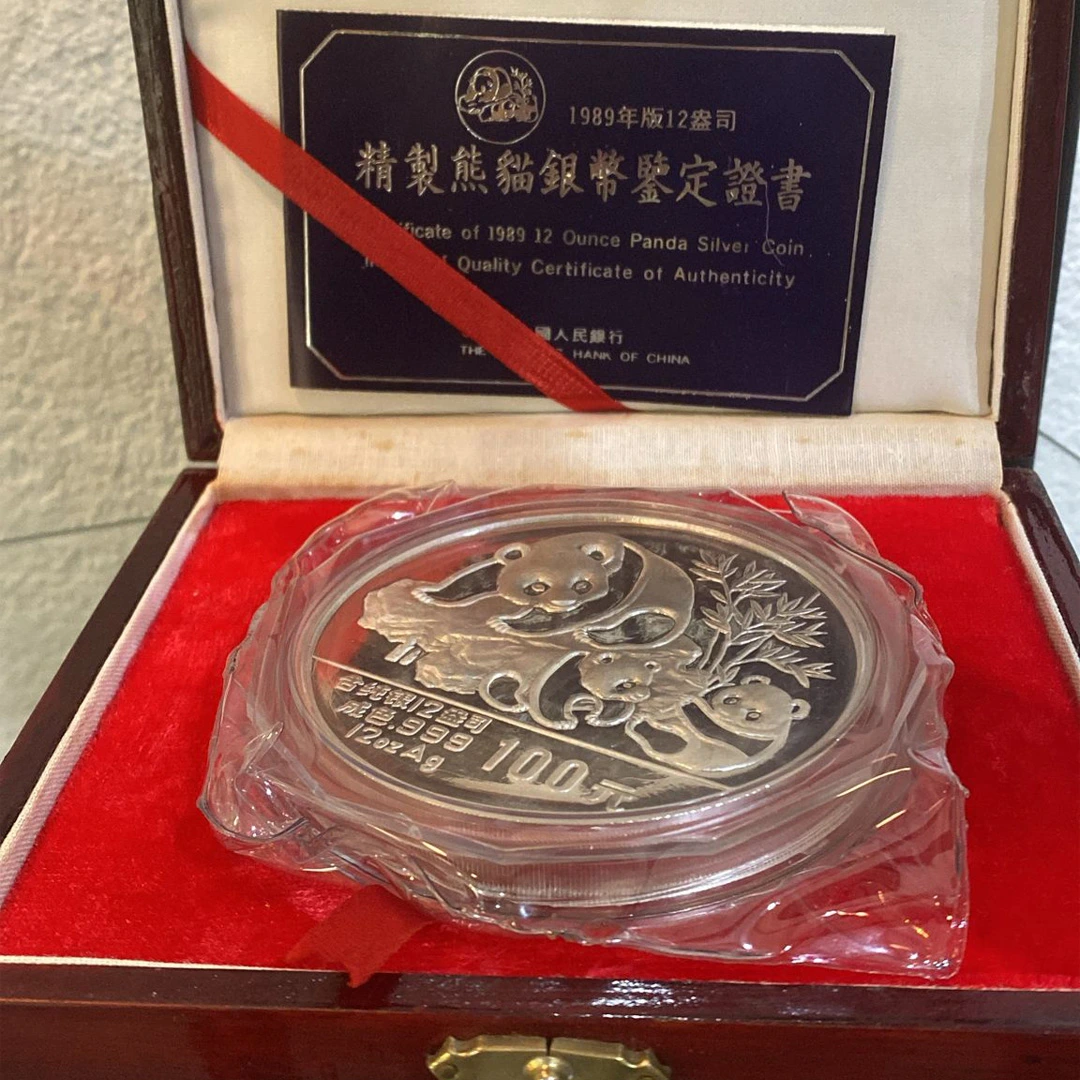 1989年版12盎司
精製熊貓銀幣鑒定證書
ificate of 1989 12 Ounce Panda Silver Coin
Quality Certificate of Authenticity
國人民銀行
THE BANK OF CHINA
含纯银12盎司
成色.999
12oz Ag
100元